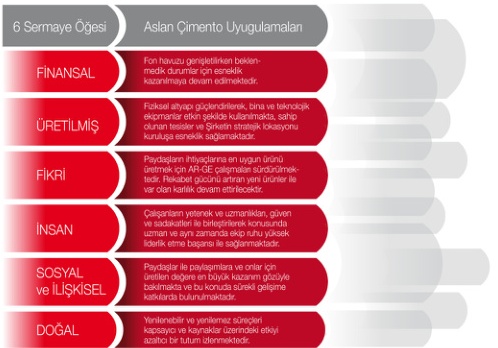 6 Sermaye Öğesi
Aslan Çimento Uyugulamaları
FİNANSAL
Fon havuzu genişletilirken beklen-
medik durumlar için esneklik
kazanılmaya devam edilmektedir.
ÜRETİLMİŞ
Fiziksel altyapı güçlendirilerek, bina ve teknolojik
ekipmanlar etkin şekilde kullanılmakta, sahip
olunan tesisler ve Şirketin stratejik lokasyonu
kuruluşa esneklik sağlamaktadır.
FİKRİ
Paydaşların ihtiyaçlarına en uygun ürünü
üretmek için AR-GE çalışmaları sürdürülmek-
tedir. Rekabet gücünü artıran yeni ürünler ile
var olan karlılık devam ettirilecektir.
İNSAN
Çalışanların yetenek ve uzmanlıkları, güven
ve sadakatleri ile birleştirilerek konusunda
uzman ve aynı zamanda ekip ruhu yüksek
liderlik etme başarısı ile sağlanmaktadır.
SOSYAL
ve İLİŞKİSEL
Paydaşlar ile paylaşımlara ve onlar için
üretilen değere en büyük kazanım gözüyle
bakılmakta ve bu konuda sürekli gelişime
katkılarda bulunulmaktadır.
DOĞAL
Yenilenebilir ve yenilemez süreçleri
kapsayıcı ve kaynaklar üzerindeki etkiyi
azaltıcı bir tutum izlenmektedir.